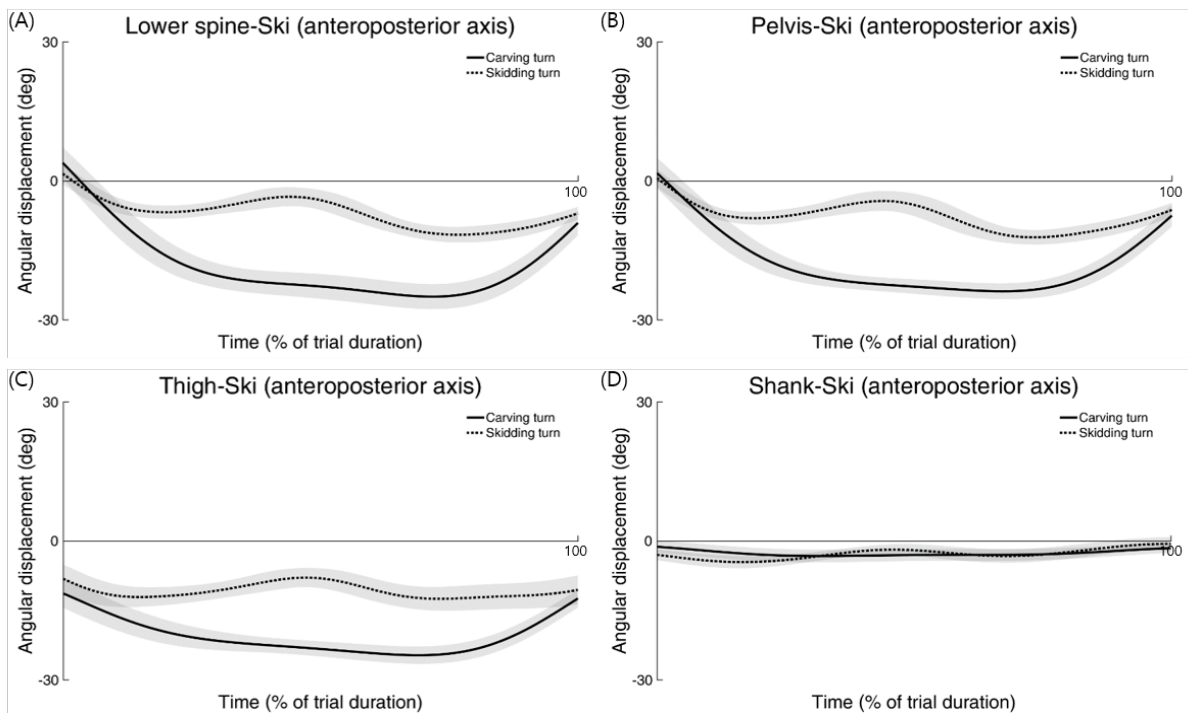 (A)
Lower spine-Ski (anteroposterior axis)
30
Carving turn
Skidding turn
Angular displacement (deg)
0
100
-30
Time (% of trial duration)
(B)
Pelvis-Ski (anteroposterior axis)
30
Carving turn
Skidding turn
Angular displacement (deg)
0
100
-30
Time (% of trial duration)
(C)
Thigh-Ski (anteroposterior axis)
30
Carving turn
Skidding turn
Angular displacement (deg)
0
100
-30
Time (% of trial duration)
(D)
Shank-Ski (anteroposterior axis)
30
Carving turn
Skidding turn
Angular displacement (deg)
0
100
-30
Time (% of trial duration)